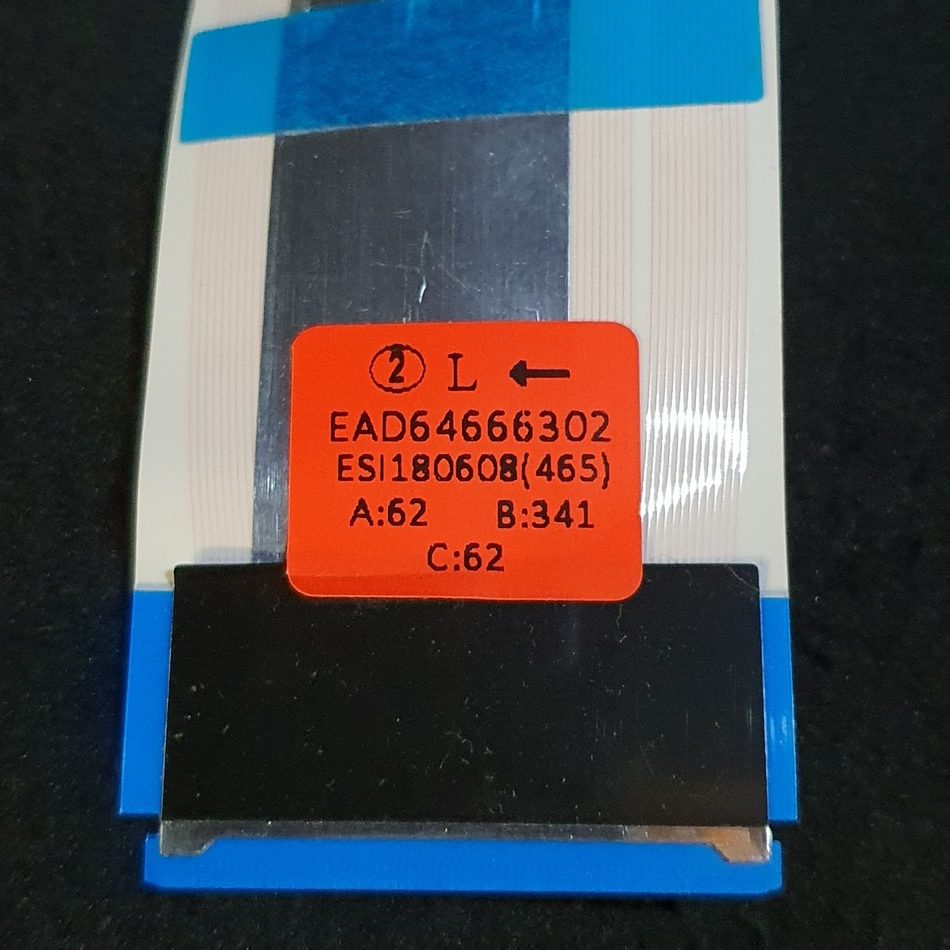 ② L ←
EAD64666302
ESI180608(465)
A:62 B:341
C:62